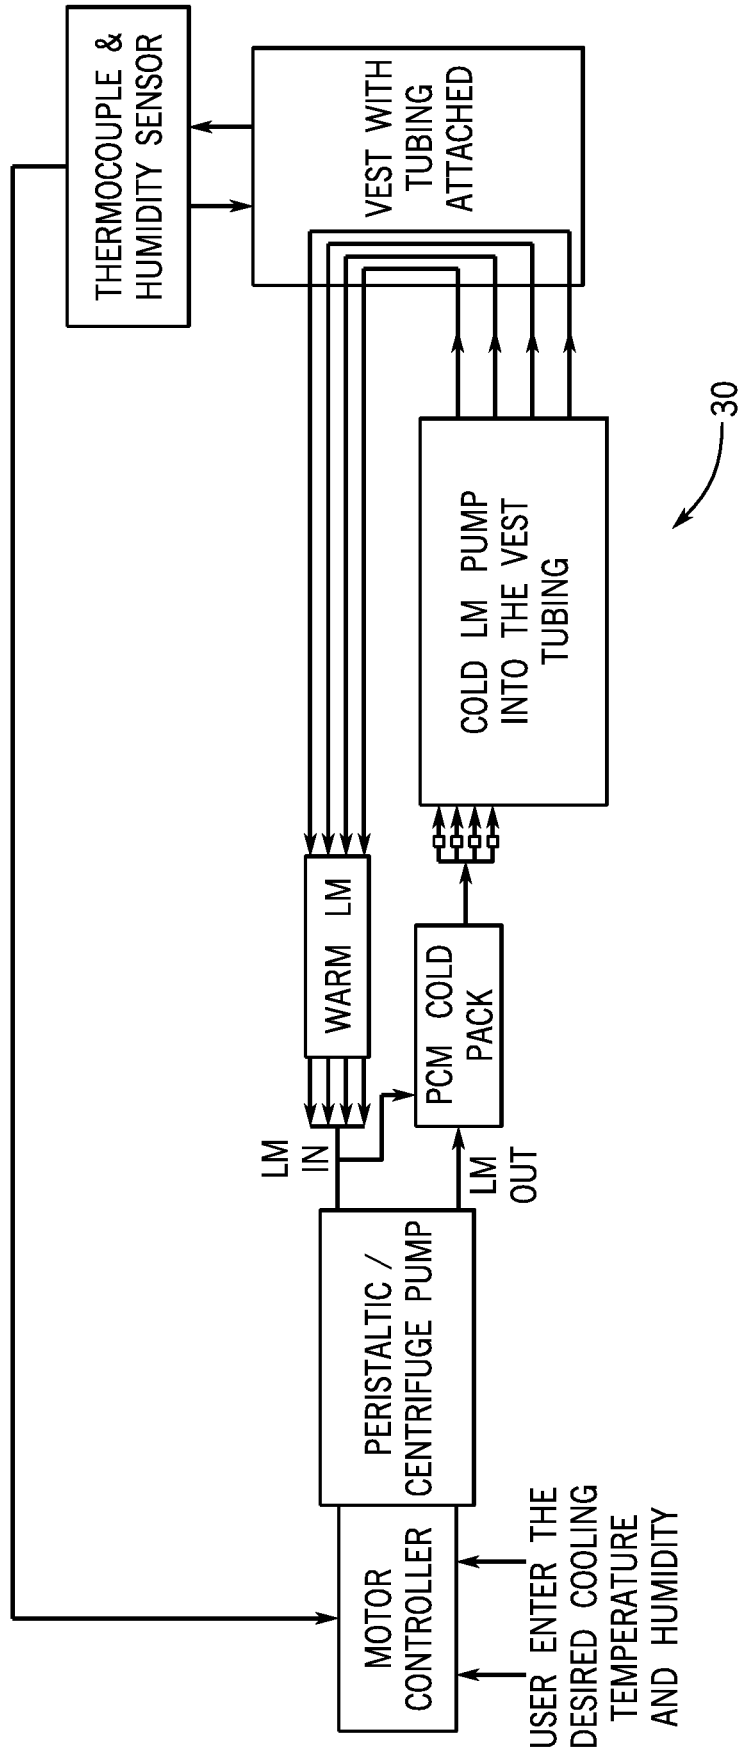 THERMOCOUPLE &
HUMIDITY SENSOR
VEST WITH
TUBING
ATTACHED
WARM LM
COLD LM PUMP
INTO THE VEST
TUBING
PCM COLD
PACK
LM
IN
LM
OUT
PERISTALTIC /
CENTRIFUGE PUMP
MOTOR
CONTROLLER
USER ENTER THE
DESIRED COOLING
TEMPERATURE
AND HUMIDITY
30